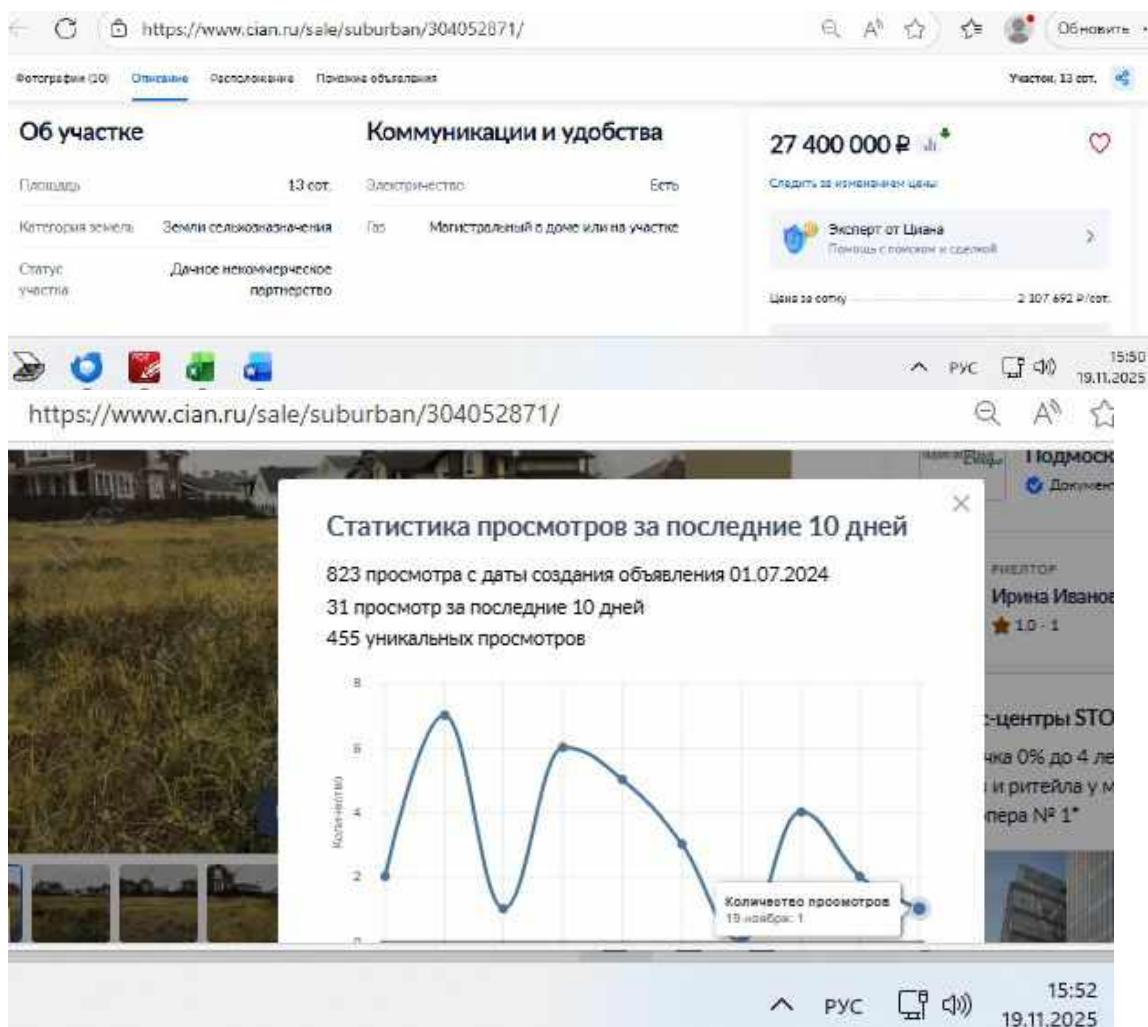 https://www.cian.ru/sale/suburban/304052871/
Обновить
Фотографии (10) Описание Расположение Похожие объявления Участок, 13 сот.
Об участке
Площадь 13 сот.
Категория земель Земли сельхозназначения
Статус участка Дачное некоммерческое партнерство
Коммуникации и удобства
Электричество Есть
Газ Магистральный в доме или на участке
27 400 000 ₽
Следить за изменением цены
Эксперт от Циана
Помощь с поиском и сделкой
Цена за сотку 2 107 692 ₽/сот.
РУС 15:50
19.11.2025
https://www.cian.ru/sale/suburban/304052871/
Подмоск
Докумен
Статистика просмотров за последние 10 дней
823 просмотра с даты создания объявления 01.07.2024
31 просмотр за последние 10 дней
455 уникальных просмотров
РИЕЛТОР
Ирина Иванов
1.0 - 1
8
6
4
2
0
Количество
Количество просмотров
19 ноября: 1
с-центры STO
чка 0% до 4 ле
и ритейла у м
опера № 1*
РУС 15:52
19.11.2025